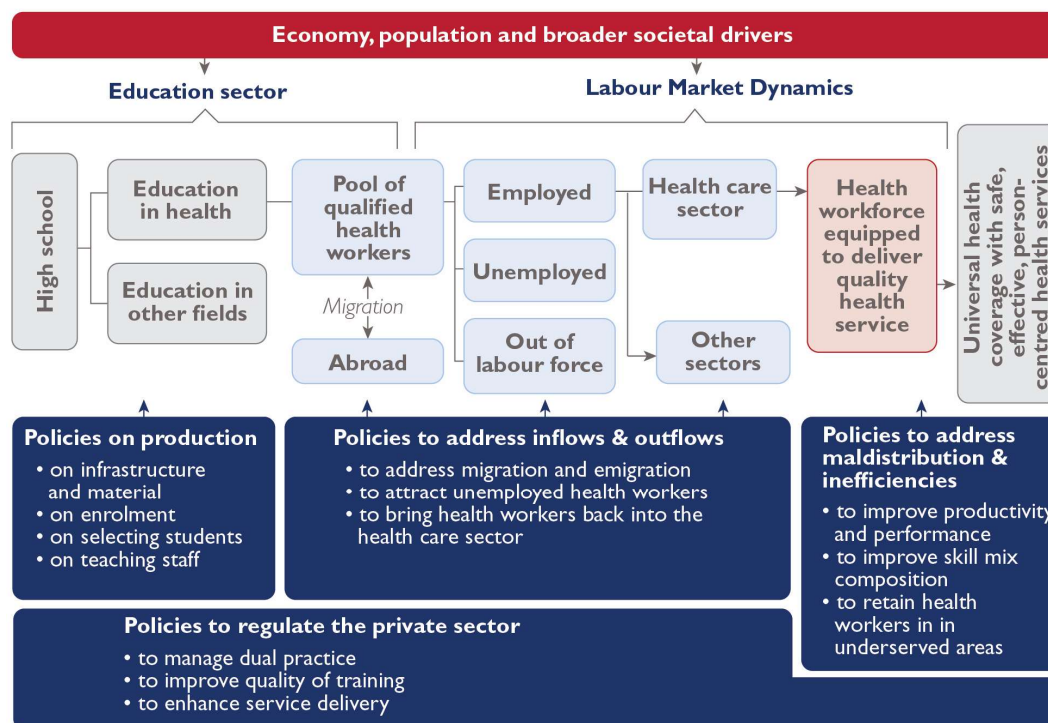 Economy, population and broader societal drivers
Education sector
Labour Market Dynamics
High school
Education
in health
Education in
other fields
Pool of
qualified
health
workers
Migration
Abroad
Employed
Unemployed
Out of
labour force
Health care
sector
Other
sectors
Health
workforce
equipped
to deliver
quality
health
service
Universal health
coverage with safe,
effective, person-
centred health services
Policies on production
• on infrastructure
and material
• on enrolment
• on selecting students
• on teaching staff
Policies to address inflows & outflows
• to address migration and emigration
• to attract unemployed health workers
• to bring health workers back into the
health care sector
Policies to address
maldistribution &
inefficiencies
• to improve productivity
and performance
• to improve skill mix
composition
• to retain health
workers in in
underserved areas
Policies to regulate the private sector
• to manage dual practice
• to improve quality of training
• to enhance service delivery